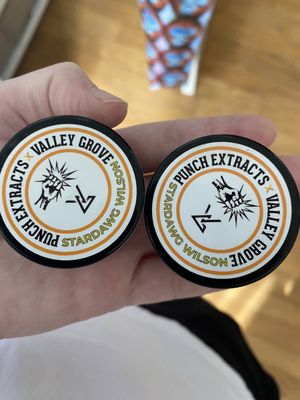 PUNCH EXTRACTS x VALLEY GROVE
STARDAWG WILSON
PUNCH EXTRACTS x VALLEY GROVE
STARDAWG WILSON